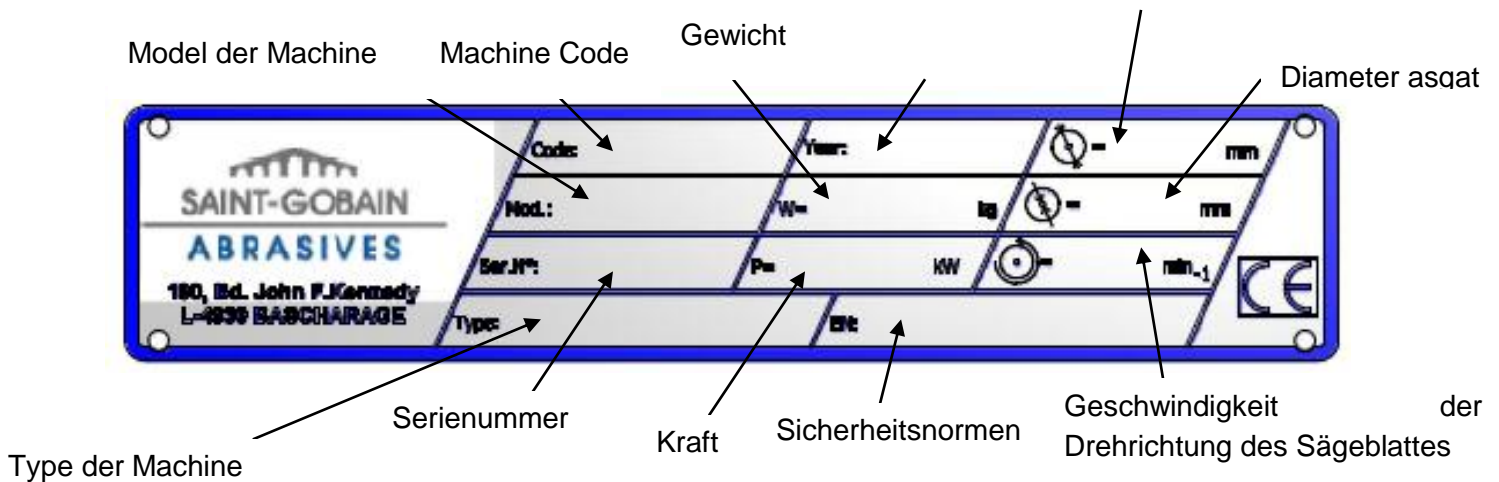 Gewicht
Model der Machine
Machine Code
Diameter asgat
Code:
Year:
mm
SAINT-GOBAIN
Mod.:
W=
kg
mm
ABRASIVES
Ser.N°:
P=
kW
min-1
180, Bd. John F.Kennedy
L-4930 BASCHARAGE
Type:
EN:
CE
Serienummer
Kraft
Sicherheitsnormen
Geschwindigkeit der
Drehrichtung des Sägeblattes
Type der Machine